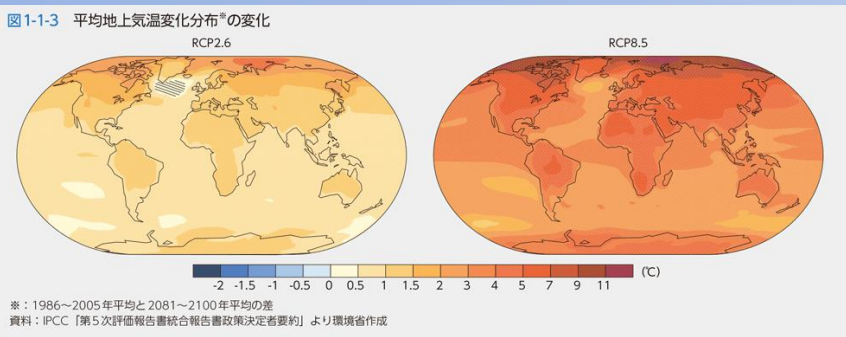 図1-1-3 平均地上気温変化分布※の変化
RCP2.6
RCP8.5
-2 -1.5 -1 -0.5 0 0.5 1 1.5 2 3 4 5 7 9 11 (℃)
※：1986～2005年平均と2081～2100年平均の差
資料：IPCC「第5次評価報告書統合報告書政策決定者要約」より環境省作成